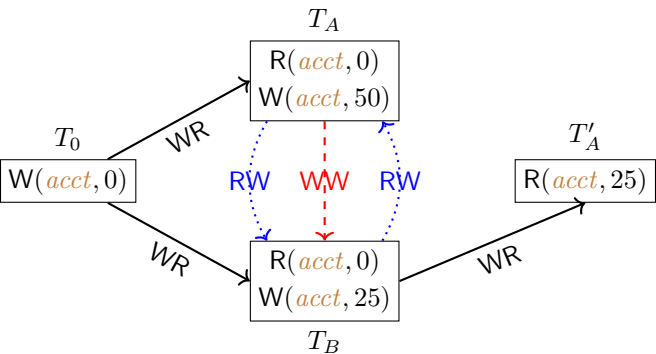 T_A
R(acct, 0)
W(acct, 50)
WR
T_0
W(acct, 0)
T'_A
R(acct, 25)
RW
WW
RW
WR
R(acct, 0)
W(acct, 25)
WR
T_B